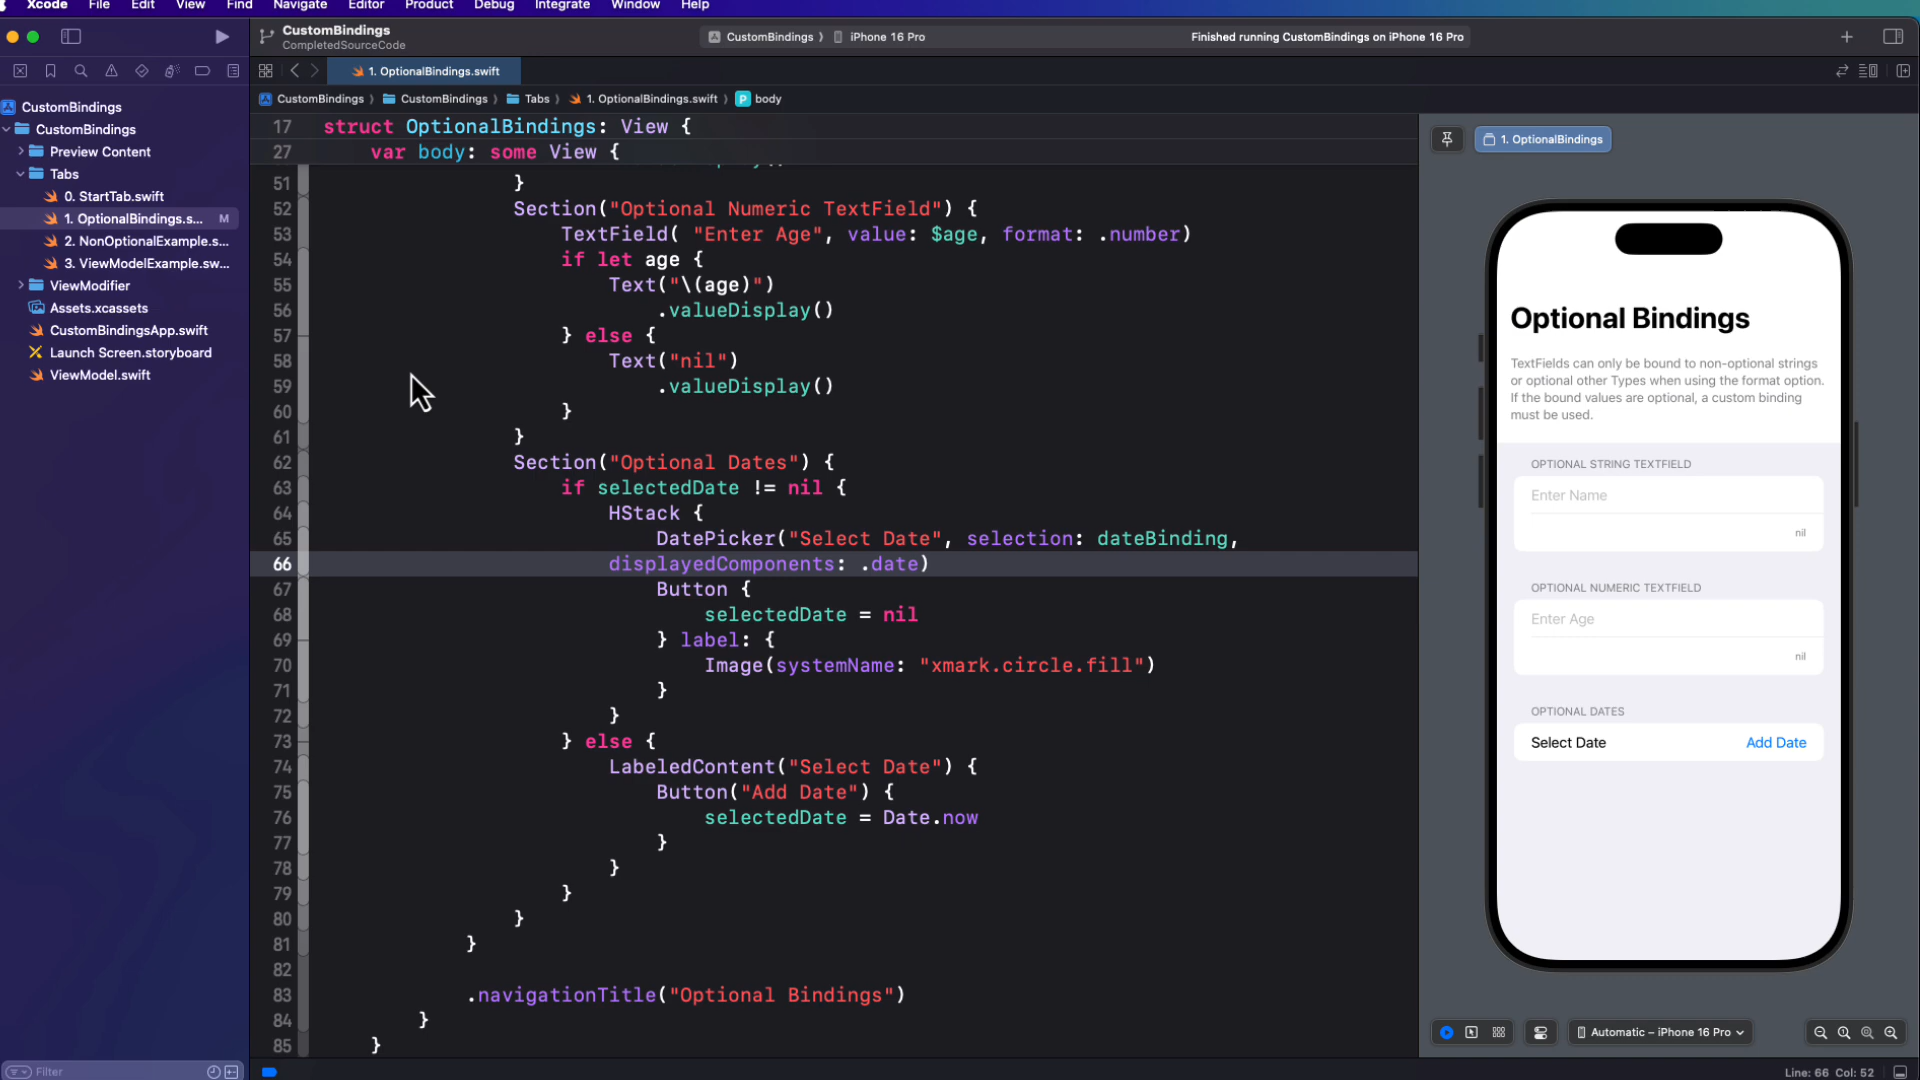 Xcode File Edit View Find Navigate Editor Product Debug Integrate Window Help
CustomBindings
CompletedSourceCode
CustomBindings 〉 iPhone 16 Pro
Finished running CustomBindings on iPhone 16 Pro
1. OptionalBindings.swift
CustomBindings 〉 CustomBindings 〉 Tabs 〉 1. OptionalBindings.swift 〉 P body
CustomBindings
CustomBindings
Preview Content
Tabs
0. StartTab.swift
1. OptionalBindings.s... M
2. NonOptionalExample.s...
3. ViewModelExample.sw...
ViewModifier
Assets.xcassets
CustomBindingsApp.swift
Launch Screen.storyboard
ViewModel.swift
Filter
17 struct OptionalBindings: View {
27 var body: some View {
51 }
52 Section("Optional Numeric TextField") {
53 TextField( "Enter Age", value: $age, format: .number)
54 if let age {
55 Text("\(age)")
56 .valueDisplay()
57 } else {
58 Text("nil")
59 .valueDisplay()
60 }
61 }
62 Section("Optional Dates") {
63 if selectedDate != nil {
64 HStack {
65 DatePicker("Select Date", selection: dateBinding,
66 displayedComponents: .date)
67 Button {
68 selectedDate = nil
69 } label: {
70 Image(systemName: "xmark.circle.fill")
71 }
72 }
73 } else {
74 LabeledContent("Select Date") {
75 Button("Add Date") {
76 selectedDate = Date.now
77 }
78 }
79 }
80 }
81 }
82
83 .navigationTitle("Optional Bindings")
84 }
85 }
1. OptionalBindings
Optional Bindings
TextFields can only be bound to non-optional strings
or optional other Types when using the format option.
If the bound values are optional, a custom binding
must be used.
OPTIONAL STRING TEXTFIELD
Enter Name
nil
OPTIONAL NUMERIC TEXTFIELD
Enter Age
nil
OPTIONAL DATES
Select Date Add Date
Automatic – iPhone 16 Pro
Line: 66 Col: 52